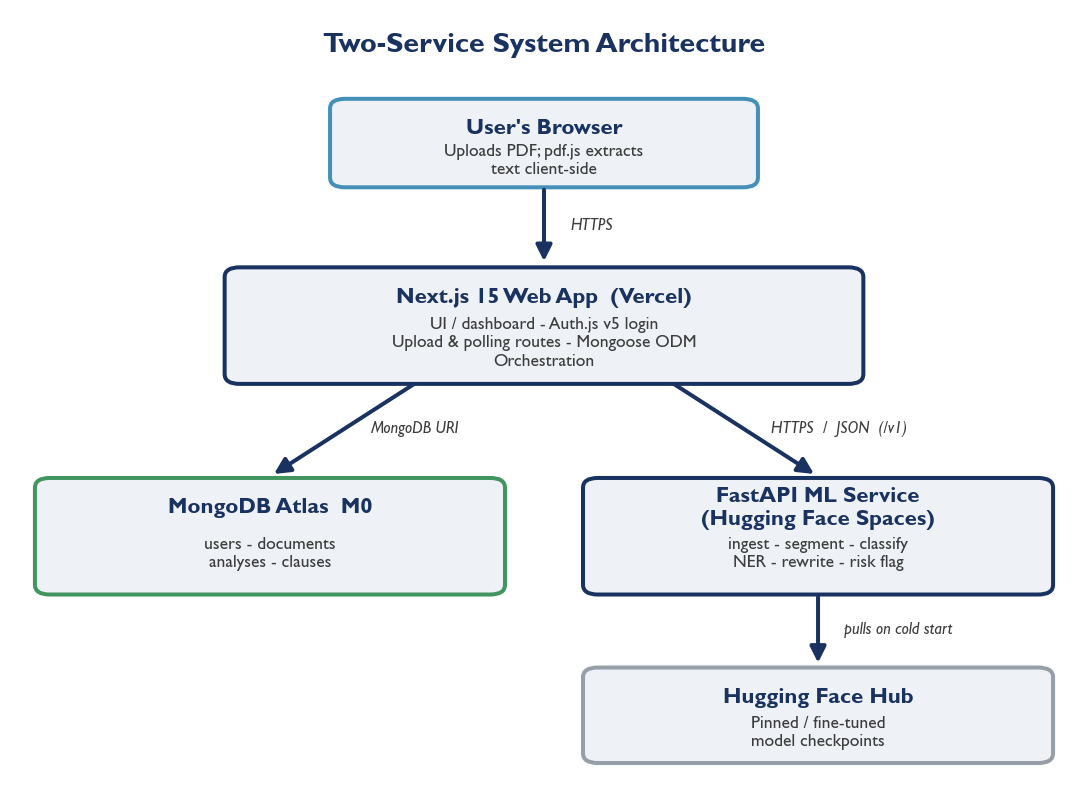 Two-Service System Architecture
User's Browser
Uploads PDF; pdf.js extracts
text client-side
HTTPS
Next.js 15 Web App (Vercel)
UI / dashboard - Auth.js v5 login
Upload & polling routes - Mongoose ODM
Orchestration
MongoDB URI
HTTPS / JSON (/v1)
MongoDB Atlas M0
users - documents
analyses - clauses
FastAPI ML Service
(Hugging Face Spaces)
ingest - segment - classify
NER - rewrite - risk flag
pulls on cold start
Hugging Face Hub
Pinned / fine-tuned
model checkpoints